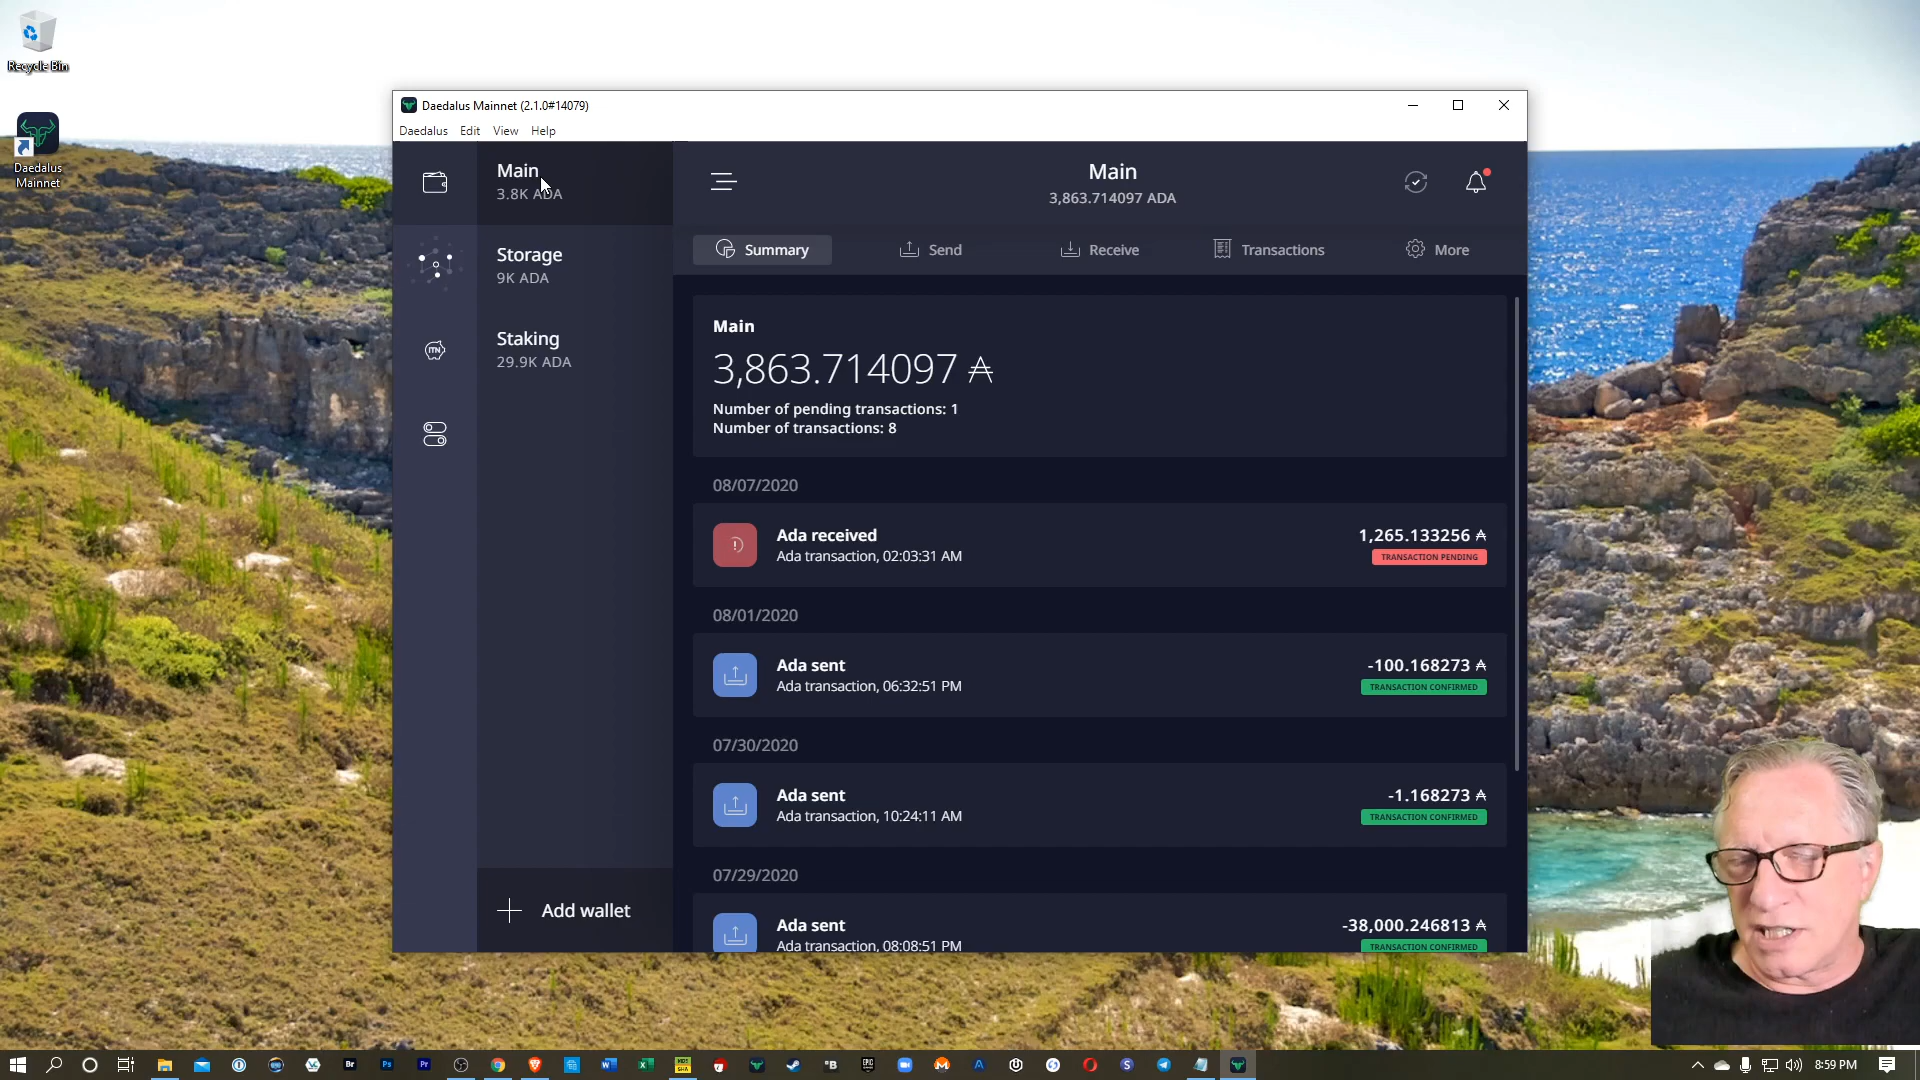 Recycle Bin
Daedalus
Mainnet
Daedalus Mainnet (2.1.0#14079)
Daedalus Edit View Help
Main
3.8K ADA
Storage
9K ADA
ITN
Staking
29.9K ADA
Add wallet
Main
3,863.714097 ADA
Summary Send Receive Transactions More
Main
3,863.714097 ₳
Number of pending transactions: 1
Number of transactions: 8
08/07/2020
Ada received 1,265.133256 ₳
Ada transaction, 02:03:31 AM TRANSACTION PENDING
08/01/2020
Ada sent -100.168273 ₳
Ada transaction, 06:32:51 PM TRANSACTION CONFIRMED
07/30/2020
Ada sent -1.168273 ₳
Ada transaction, 10:24:11 AM TRANSACTION CONFIRMED
07/29/2020
Ada sent -38,000.246813 ₳
Ada transaction, 08:08:51 PM TRANSACTION CONFIRMED
Br Ps Pr
8:59 PM